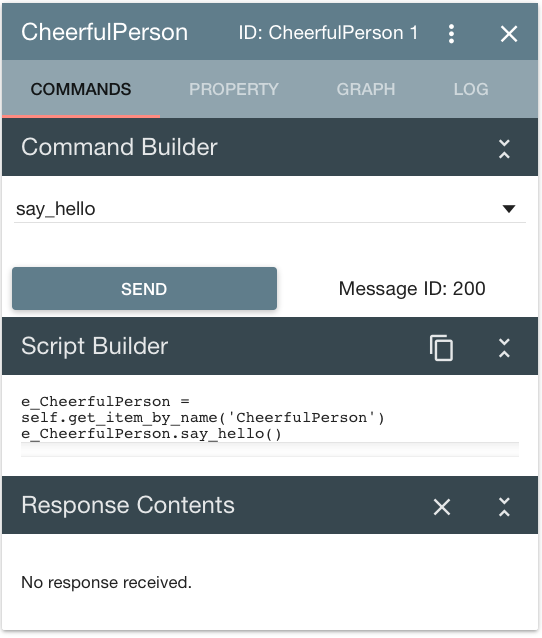 CheerfulPerson ID: CheerfulPerson 1
COMMANDS PROPERTY GRAPH LOG
Command Builder
say_hello
SEND Message ID: 200
Script Builder
e_CheerfulPerson =
self.get_item_by_name('CheerfulPerson')
e_CheerfulPerson.say_hello()
Response Contents
No response received.